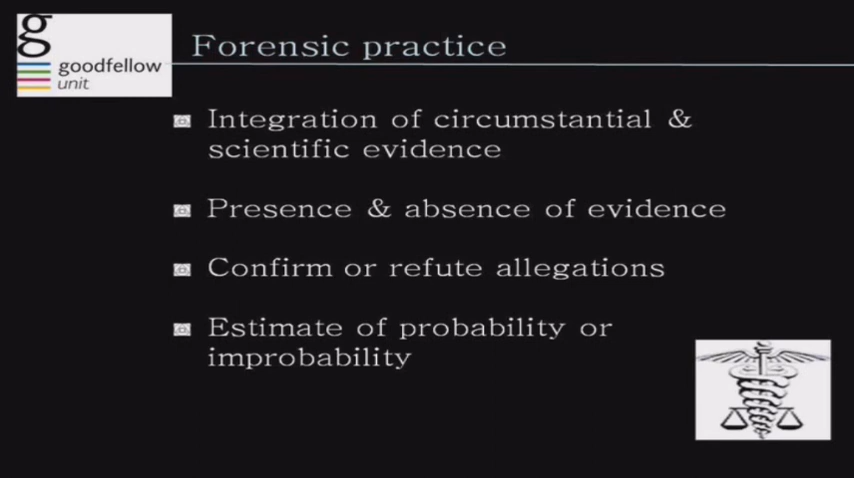 g
goodfellow
unit
Forensic practice
Integration of circumstantial &
scientific evidence
Presence & absence of evidence
Confirm or refute allegations
Estimate of probability or
improbability